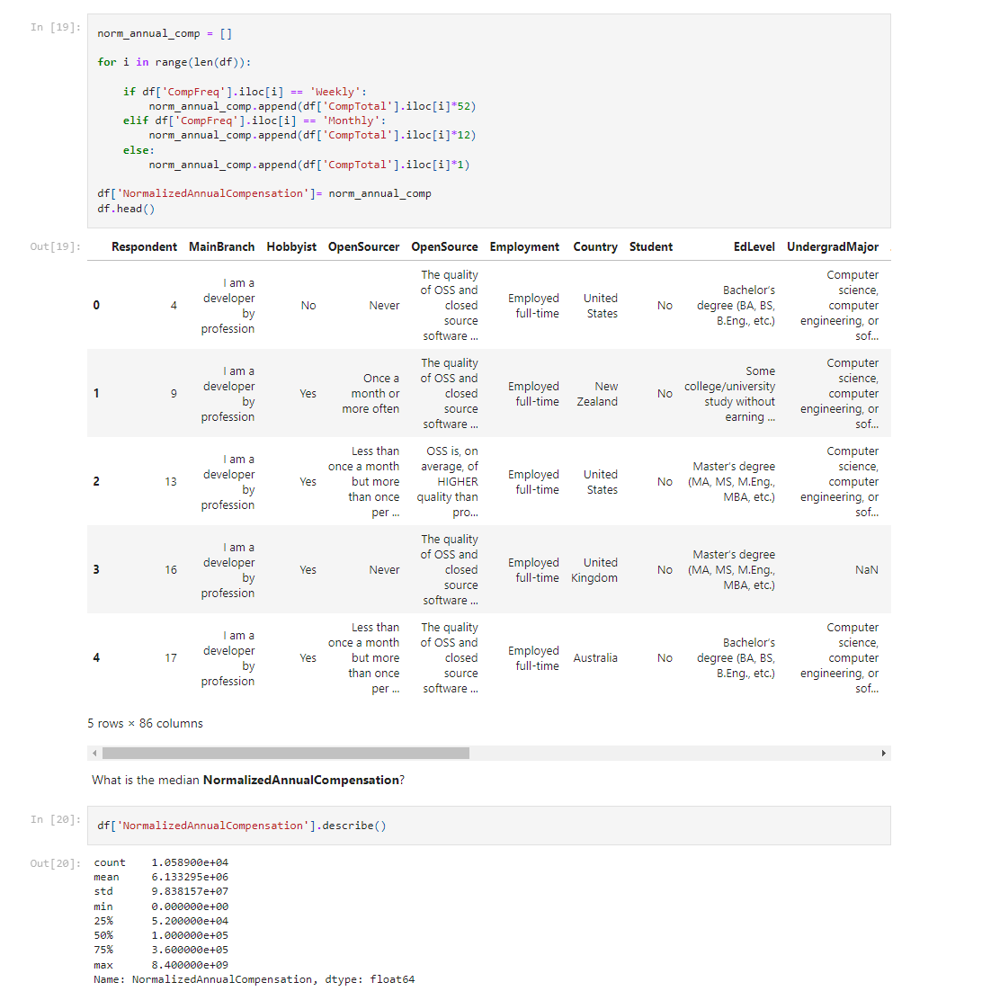 In [19]:
norm_annual_comp = []
for i in range(len(df)):
    if df['CompFreq'].iloc[i] == 'Weekly':
        norm_annual_comp.append(df['CompTotal'].iloc[i]*52)
    elif df['CompFreq'].iloc[i] == 'Monthly':
        norm_annual_comp.append(df['CompTotal'].iloc[i]*12)
    else:
        norm_annual_comp.append(df['CompTotal'].iloc[i]*1)
df['NormalizedAnnualCompensation']= norm_annual_comp
df.head()
Out[19]:
Respondent MainBranch Hobbyist OpenSourcer OpenSource Employment Country Student EdLevel UndergradMajor
0 4 I am a developer by profession No Never The quality of OSS and closed source software ... Employed full-time United States No Bachelor's degree (BA, BS, B.Eng., etc.) Computer science, computer engineering, or sof...
1 9 I am a developer by profession Yes Once a month or more often The quality of OSS and closed source software ... Employed full-time New Zealand No Some college/university study without earning ... Computer science, computer engineering, or sof...
2 13 I am a developer by profession Yes Less than once a month but more than once per ... OSS is, on average, of HIGHER quality than pro... Employed full-time United States No Master's degree (MA, MS, M.Eng., MBA, etc.) Computer science, computer engineering, or sof...
3 16 I am a developer by profession Yes Never The quality of OSS and closed source software ... Employed full-time United Kingdom No Master's degree (MA, MS, M.Eng., MBA, etc.) NaN
4 17 I am a developer by profession Yes Less than once a month but more than once per ... The quality of OSS and closed source software ... Employed full-time Australia No Bachelor's degree (BA, BS, B.Eng., etc.) Computer science, computer engineering, or sof...
5 rows × 86 columns
What is the median NormalizedAnnualCompensation?
In [20]:
df['NormalizedAnnualCompensation'].describe()
Out[20]:
count    1.058900e+04
mean     6.133295e+06
std      9.838157e+07
min      0.000000e+00
25%      5.200000e+04
50%      1.000000e+05
75%      3.600000e+05
max      8.400000e+09
Name: NormalizedAnnualCompensation, dtype: float64